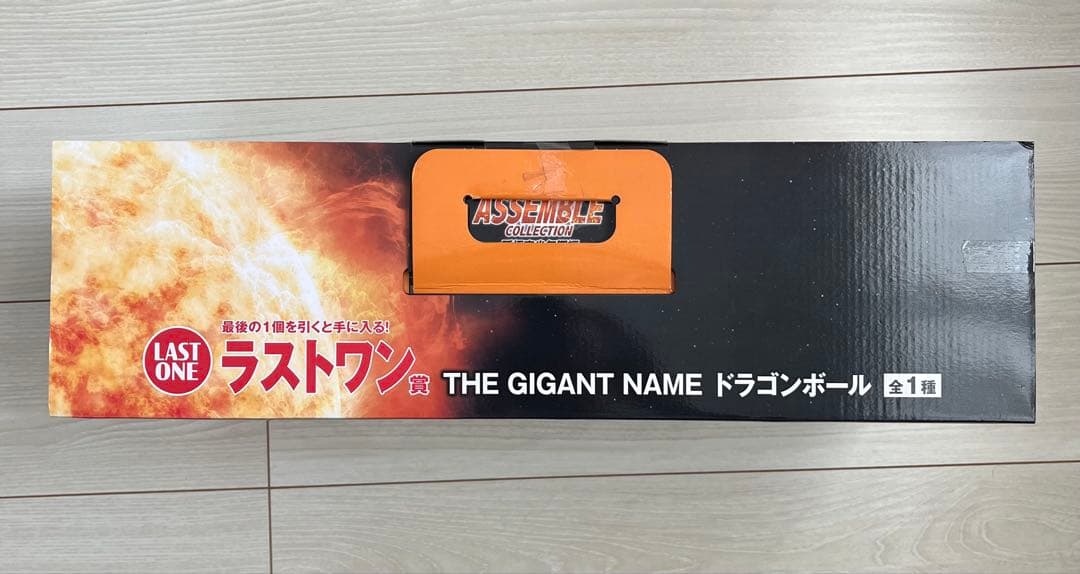 ASSEMBLE
COLLECTION
最後の1個を引くと手に入る!
LAST
ONE
ラストワン賞
THE GIGANT NAME ドラゴンボール 全1種